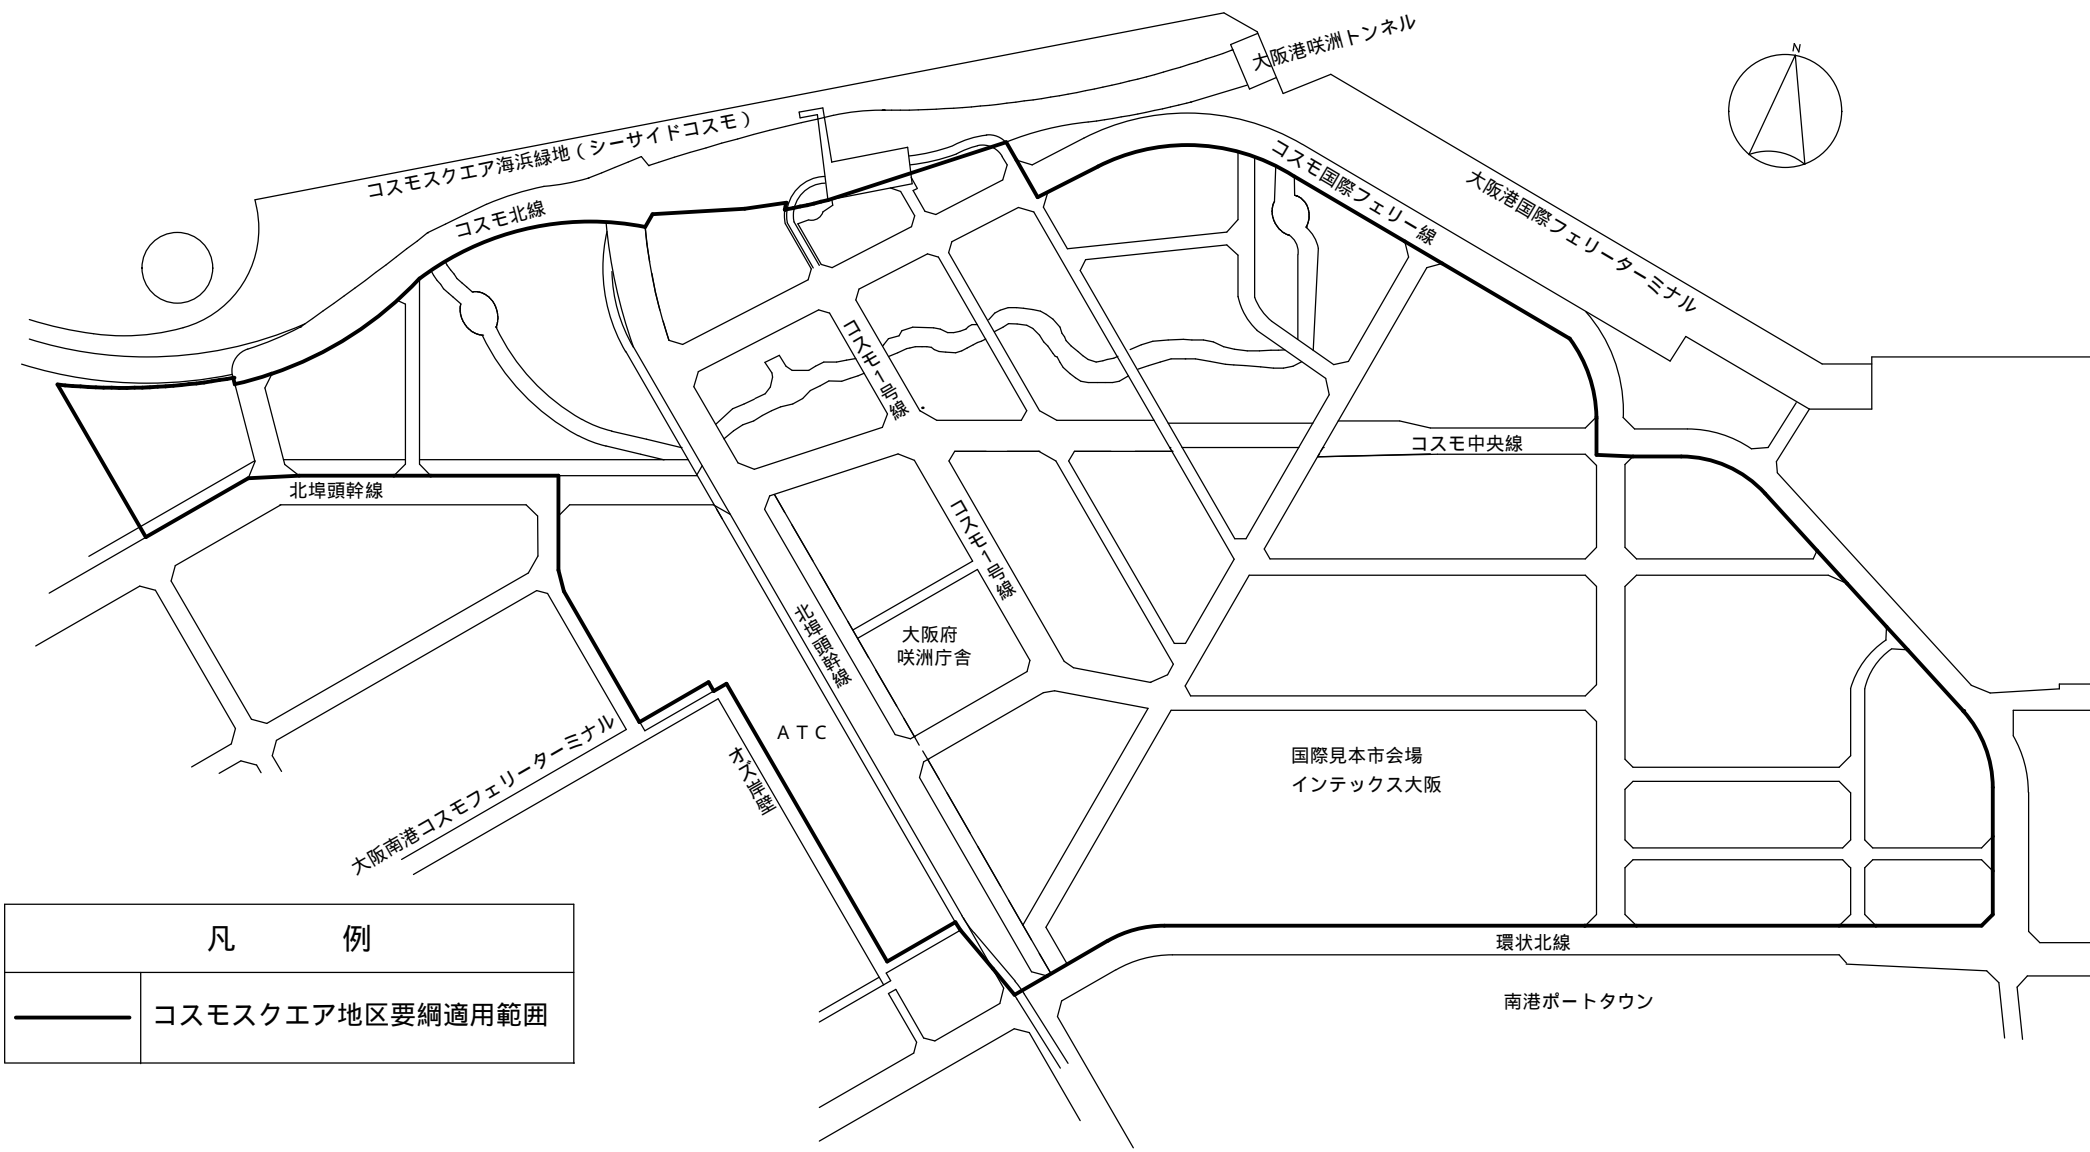 大阪港咲洲トンネル
N
コスモスクエア海浜緑地（シーサイドコスモ）
コスモ北線
コスモ国際フェリー線
大阪港国際フェリーターミナル
コスモ1号線
コスモ中央線
北埠頭幹線
コスモ1号線
北埠頭幹線
大阪府
咲洲庁舎
大阪南港コスモフェリーターミナル
オズ岸壁
ATC
国際見本市会場
インテックス大阪
環状北線
南港ポートタウン
凡例
コスモスクエア地区要綱適用範囲